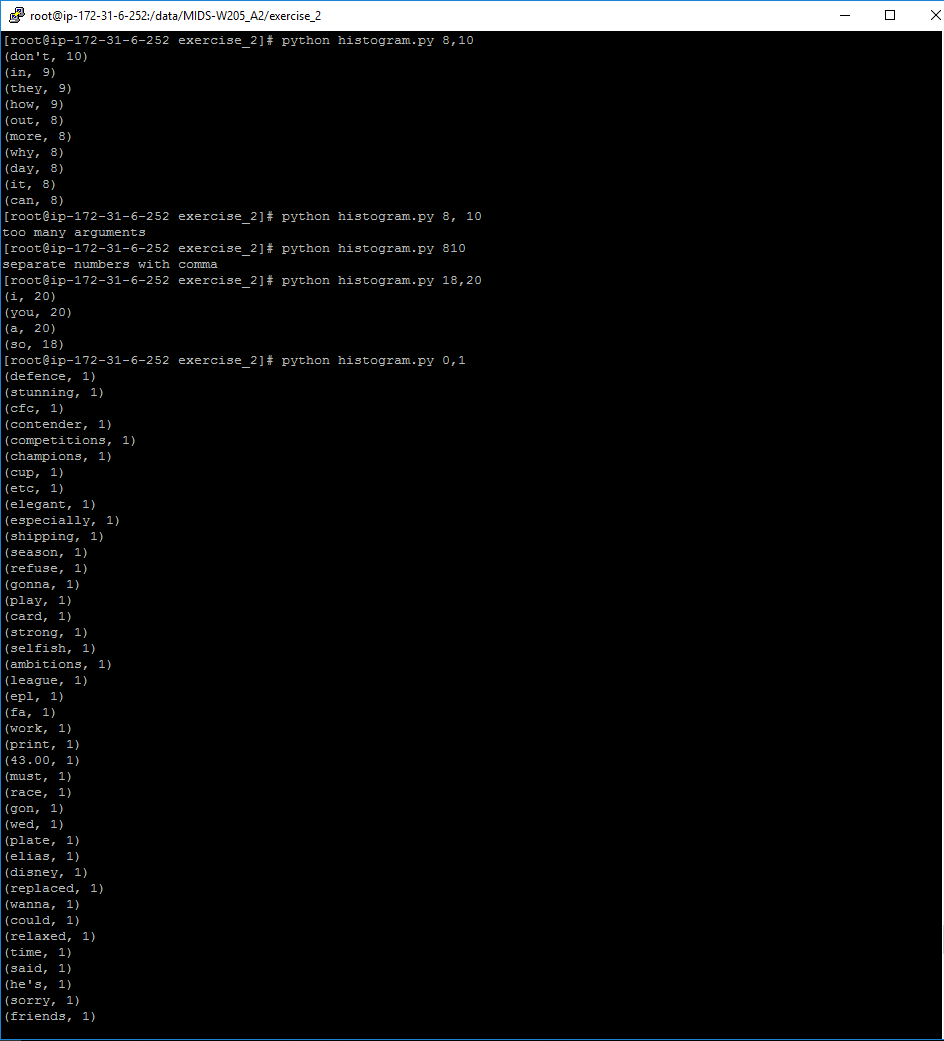 root@ip-172-31-6-252:/data/MIDS-W205_A2/exercise_2
[root@ip-172-31-6-252 exercise_2]# python histogram.py 8,10
(don't, 10)
(in, 9)
(they, 9)
(how, 9)
(out, 8)
(more, 8)
(why, 8)
(day, 8)
(it, 8)
(can, 8)
[root@ip-172-31-6-252 exercise_2]# python histogram.py 8, 10
too many arguments
[root@ip-172-31-6-252 exercise_2]# python histogram.py 810
separate numbers with comma
[root@ip-172-31-6-252 exercise_2]# python histogram.py 18,20
(i, 20)
(you, 20)
(a, 20)
(so, 18)
[root@ip-172-31-6-252 exercise_2]# python histogram.py 0,1
(defence, 1)
(stunning, 1)
(cfc, 1)
(contender, 1)
(competitions, 1)
(champions, 1)
(cup, 1)
(etc, 1)
(elegant, 1)
(especially, 1)
(shipping, 1)
(season, 1)
(refuse, 1)
(gonna, 1)
(play, 1)
(card, 1)
(strong, 1)
(selfish, 1)
(ambitions, 1)
(league, 1)
(epl, 1)
(fa, 1)
(work, 1)
(print, 1)
(43.00, 1)
(must, 1)
(race, 1)
(gon, 1)
(wed, 1)
(plate, 1)
(elias, 1)
(disney, 1)
(replaced, 1)
(wanna, 1)
(could, 1)
(relaxed, 1)
(time, 1)
(said, 1)
(he's, 1)
(sorry, 1)
(friends, 1)